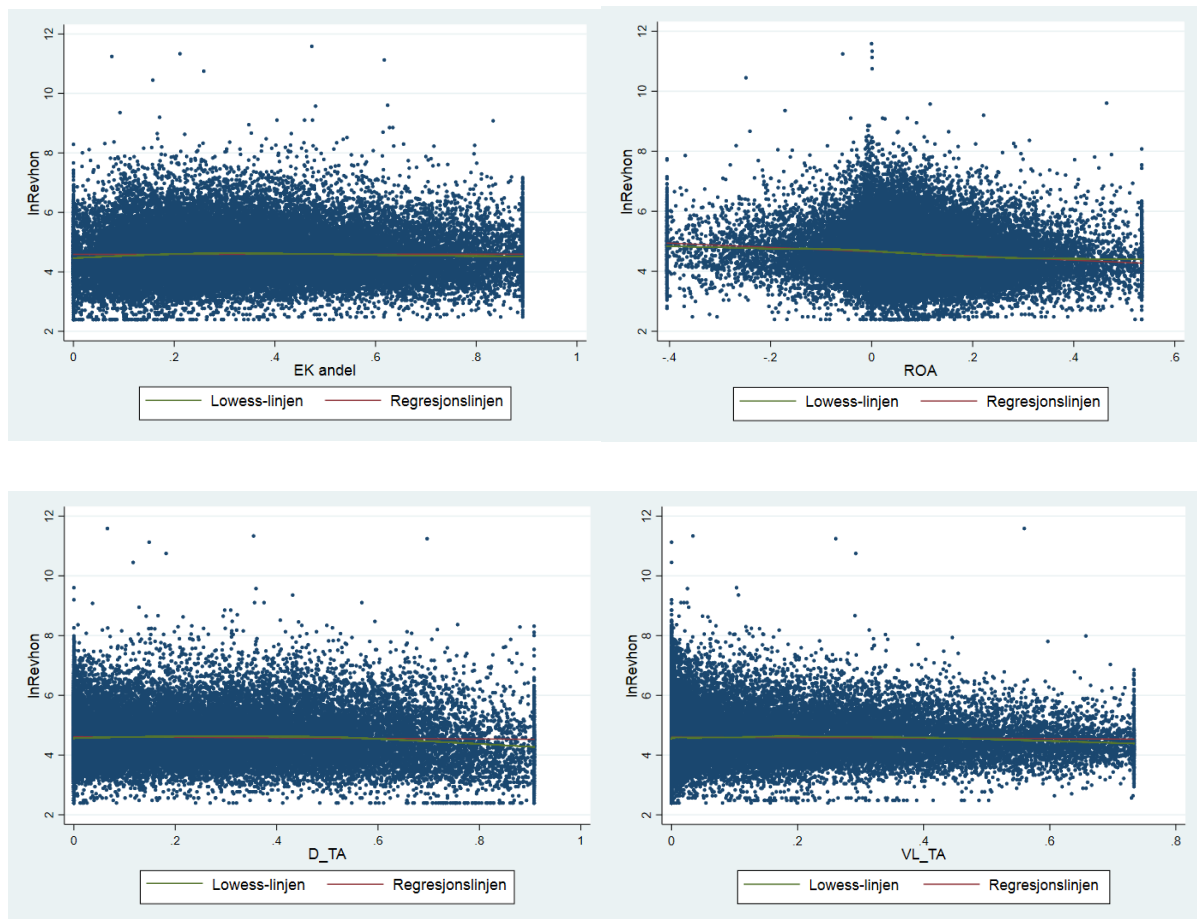 lnRevhon
12
10
8
6
4
2
0
.2
.4
.6
.8
1
EK andel
Lowess-linjen
Regresjonslinjen
lnRevhon
12
10
8
6
4
2
-.4
-.2
0
.2
.4
.6
ROA
Lowess-linjen
Regresjonslinjen
lnRevhon
12
10
8
6
4
2
0
.2
.4
.6
.8
1
D_TA
Lowess-linjen
Regresjonslinjen
lnRevhon
12
10
8
6
4
2
0
.2
.4
.6
.8
VL_TA
Lowess-linjen
Regresjonslinjen